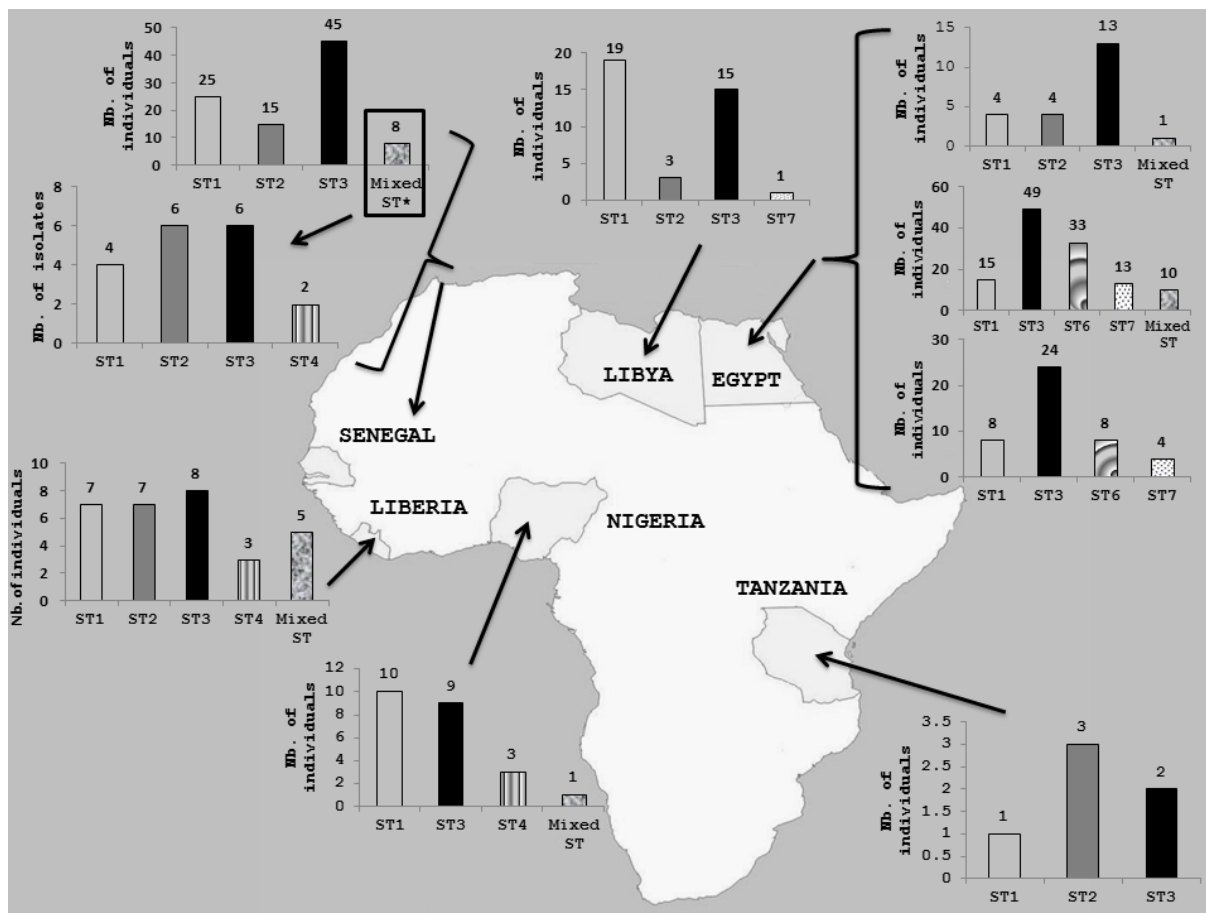 Nb. of
individuals
50
40
30
20
10
0
25
15
45
8
ST1
ST2
ST3
Mixed
ST*
Nb. of isolates
8
6
4
2
0
4
6
6
2
ST1
ST2
ST3
ST4
Nb. of
individuals
20
15
10
5
0
19
3
15
1
ST1
ST2
ST3
ST7
Nb. of
individuals
15
10
5
0
4
4
13
1
ST1
ST2
ST3
Mixed
ST
Nb. of
individuals
60
40
20
0
15
49
33
13
10
ST1
ST3
ST6
ST7
Mixed
ST
Nb. of
individuals
30
20
10
0
8
24
8
4
ST1
ST3
ST6
ST7
LIBYA
EGYPT
SENEGAL
LIBERIA
NIGERIA
TANZANIA
Nb. of individuals
10
8
6
4
2
0
7
7
8
3
5
ST1
ST2
ST3
ST4
Mixed
ST
Nb. of
individuals
12
10
8
6
4
2
0
10
9
3
1
ST1
ST3
ST4
Mixed
ST
Nb. of
individuals
3.5
3
2.5
2
1.5
1
0.5
0
1
3
2
ST1
ST2
ST3